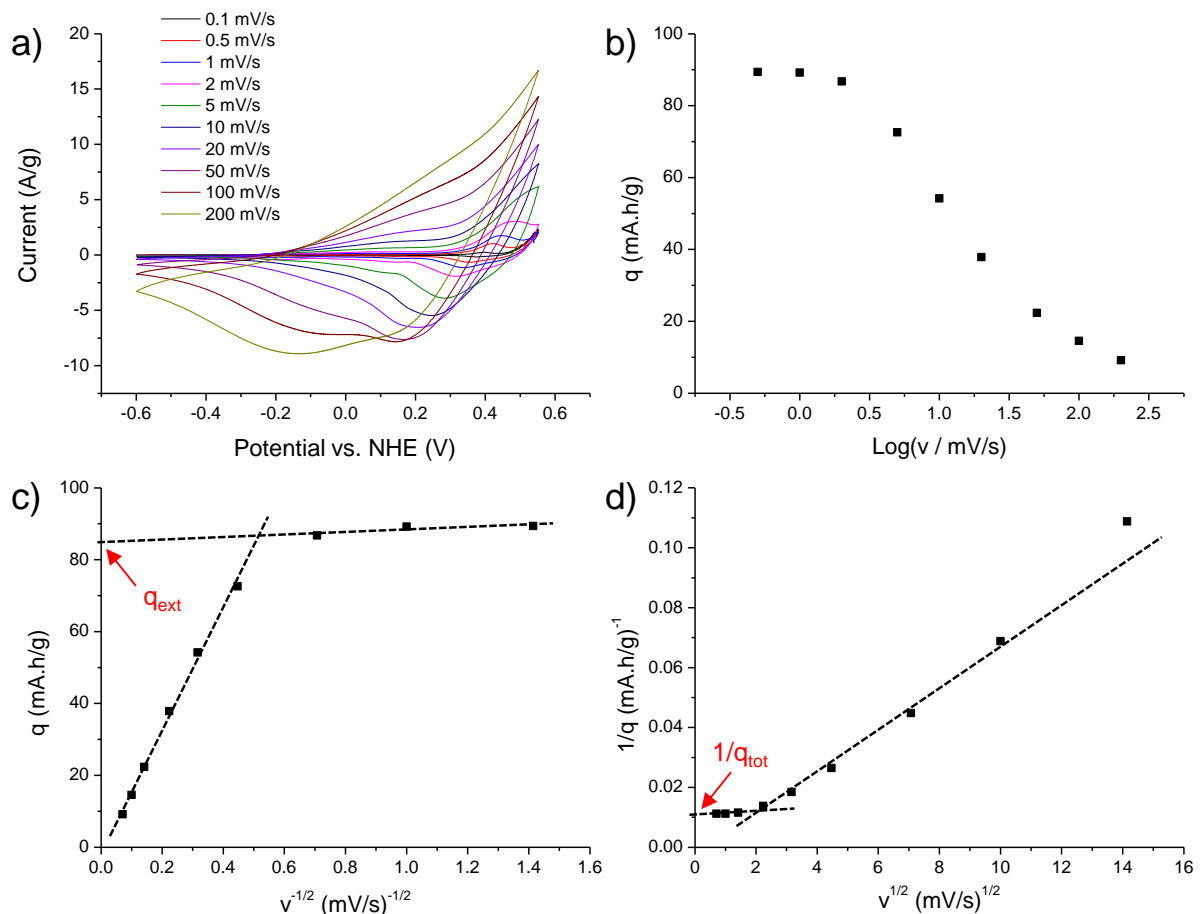 a)
0.1 mV/s
0.5 mV/s
1 mV/s
2 mV/s
5 mV/s
10 mV/s
20 mV/s
50 mV/s
100 mV/s
200 mV/s
20
15
10
5
0
-5
-10
Current (A/g)
-0.6 -0.4 -0.2 0.0 0.2 0.4 0.6
Potential vs. NHE (V)
b)
100
80
60
40
20
0
q (mA.h/g)
-0.5 0.0 0.5 1.0 1.5 2.0 2.5
Log(v / mV/s)
c)
100
80
60
40
20
0
q (mA.h/g)
q_ext
0.0 0.2 0.4 0.6 0.8 1.0 1.2 1.4 1.6
v^-1/2 (mV/s)^-1/2
d)
0.12
0.10
0.08
0.06
0.04
0.02
0.00
1/q (mA.h/g)^-1
1/q_tot
0 2 4 6 8 10 12 14 16
v^1/2 (mV/s)^1/2